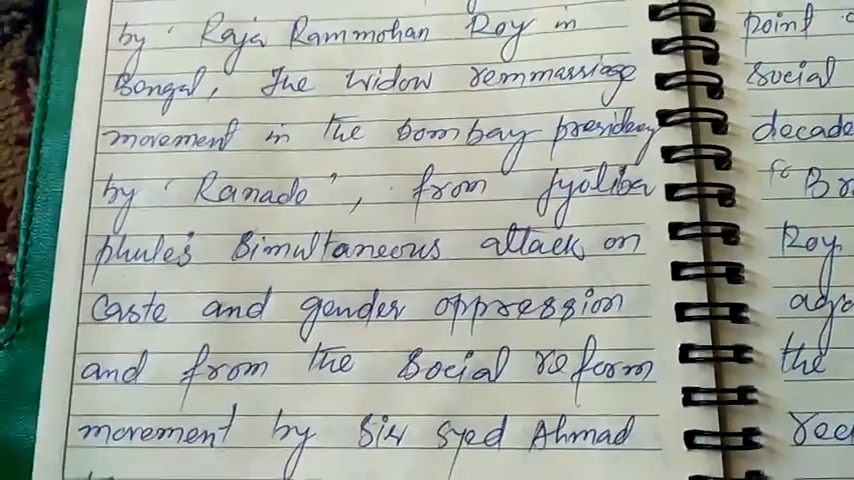 by ' Raja Rammohan Roy in
Bengal, The widow remmarriage
movement in the bombay presidency
by 'Ranade', from Jyotiba
phule's simultaneous attack on
Caste and gender oppression
and from the social reform
movement by Sir Syed Ahmad
point
social
decade
Roy
the